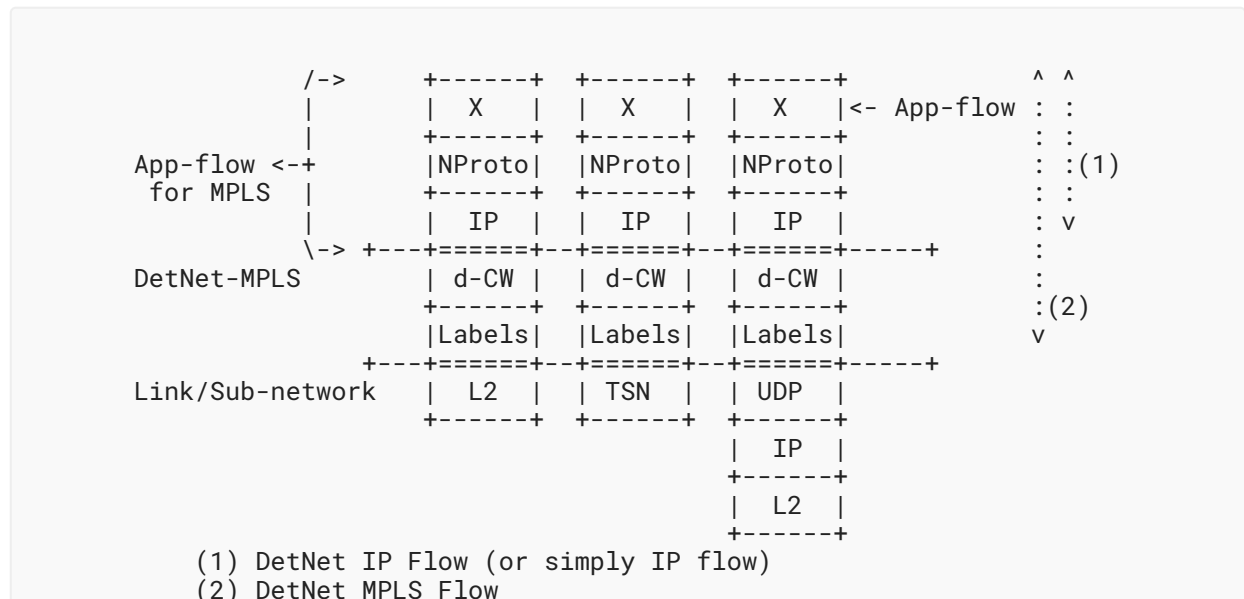 /->      +------+  +------+  +------+            ^ ^
|       |  X   |  |  X   |  |  X   |<- App-flow : :
|       +------+  +------+  +------+            : :
App-flow <-+       |NProto|  |NProto|  |NProto|            : :(1)
for MPLS  |       +------+  +------+  +------+            : :
|       |  IP  |  |  IP  |  |  IP  |            : v
\-> +---+======+--+======+--+======+-----+      :
DetNet-MPLS        | d-CW |  | d-CW |  | d-CW |            :
+------+  +------+  +------+            :(2)
|Labels|  |Labels|  |Labels|            v
+---+======+--+======+--+======+-----+
Link/Sub-network   |  L2  |  | TSN  |  | UDP  |
+------+  +------+  +------+
|  IP  |
+------+
|  L2  |
+------+
(1) DetNet IP Flow (or simply IP flow)
(2) DetNet MPLS Flow